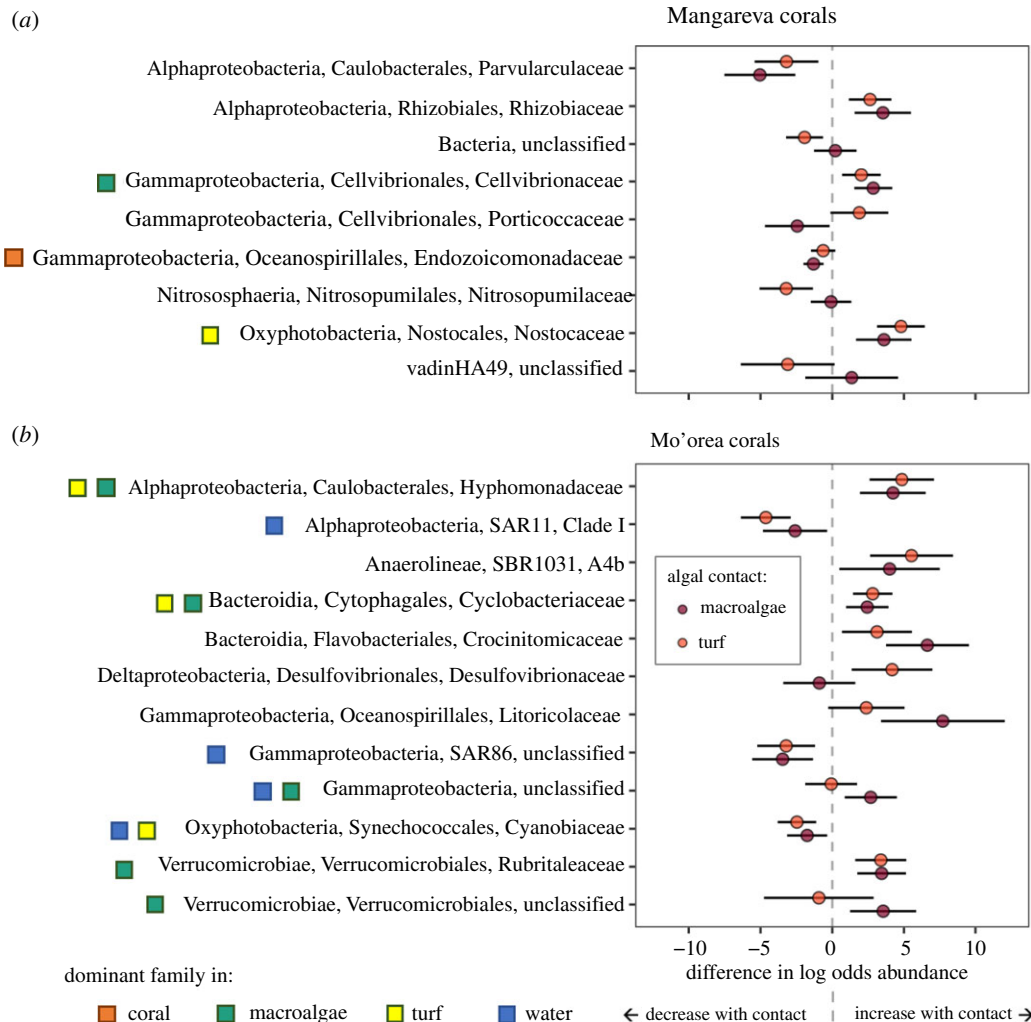 (a)
Mangareva corals
Alphaproteobacteria, Caulobacterales, Parvularculaceae
Alphaproteobacteria, Rhizobiales, Rhizobiaceae
Bacteria, unclassified
Gammaproteobacteria, Cellvibrionales, Cellvibrionaceae
Gammaproteobacteria, Cellvibrionales, Porticoccaceae
Gammaproteobacteria, Oceanospirillales, Endozoicomonadaceae
Nitrososphaeria, Nitrosopumilales, Nitrosopumilaceae
Oxyphotobacteria, Nostocales, Nostocaceae
vadinHA49, unclassified
(b)
Mo'orea corals
Alphaproteobacteria, Caulobacterales, Hyphomonadaceae
Alphaproteobacteria, SAR11, Clade I
Anaerolineae, SBR1031, A4b
Bacteroidia, Cytophagales, Cyclobacteriaceae
Bacteroidia, Flavobacteriales, Crocinitomicaceae
Deltaproteobacteria, Desulfovibrionales, Desulfovibrionaceae
Gammaproteobacteria, Oceanospirillales, Litoricolaceae
Gammaproteobacteria, SAR86, unclassified
Gammaproteobacteria, unclassified
Oxyphotobacteria, Synechococcales, Cyanobiaceae
Verrucomicrobiae, Verrucomicrobiales, Rubritaleaceae
Verrucomicrobiae, Verrucomicrobiales, unclassified
algal contact:
macroalgae
turf
−10 −5 0 5 10
difference in log odds abundance
dominant family in:
coral macroalgae turf water
← decrease with contact increase with contact →